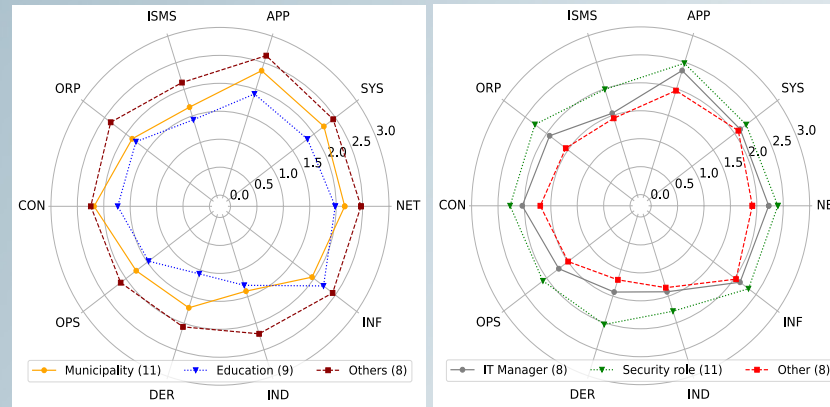 ISMS
APP
ORP
SYS
CON
NET
OPS
INF
DER
IND
0.0
0.5
1.0
1.5
2.0
2.5
3.0
Municipality (11)
Education (9)
Others (8)
ISMS
APP
ORP
SYS
CON
NE
OPS
INF
DER
IND
0.0
0.5
1.0
1.5
2.0
2.5
3.0
IT Manager (8)
Security role (11)
Other (8)